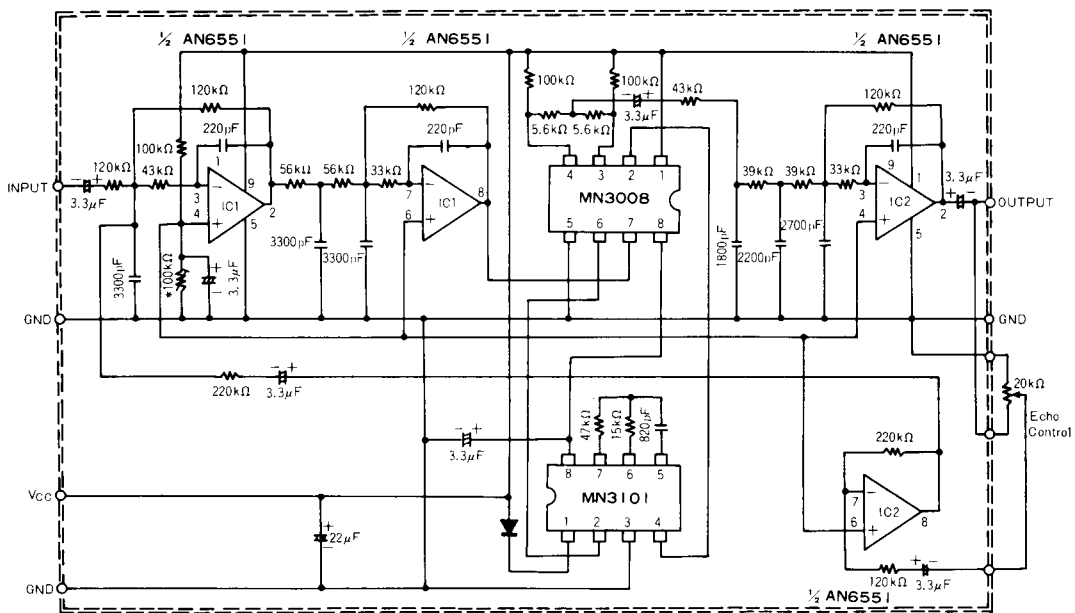 ½ AN6551
½ AN6551
½ AN6551
120kΩ
120kΩ
100kΩ
100kΩ
43kΩ
120kΩ
3.3μF
220pF
100kΩ
220pF
5.6kΩ
5.6kΩ
220pF
1
120kΩ
43kΩ
56kΩ
56kΩ
33kΩ
39kΩ
39kΩ
33kΩ
3.3μF
INPUT
3.3μF
3
4
9
IC1
2
5
7
6
IC1
8
4
3
2
1
MN3008
5
6
7
8
3
4
9
1
IC2
2
5
OUTPUT
3300pF
*100kΩ
3.3μF
3300pF
3300pF
1800pF
2200pF
2700pF
GND
GND
220kΩ
3.3μF
20kΩ
Echo
Control
47kΩ
15kΩ
820pF
3.3μF
220kΩ
8
7
6
5
MN3101
1
2
3
4
VCC
22μF
7
6
IC2
8
120kΩ
3.3μF
GND
½ AN6551